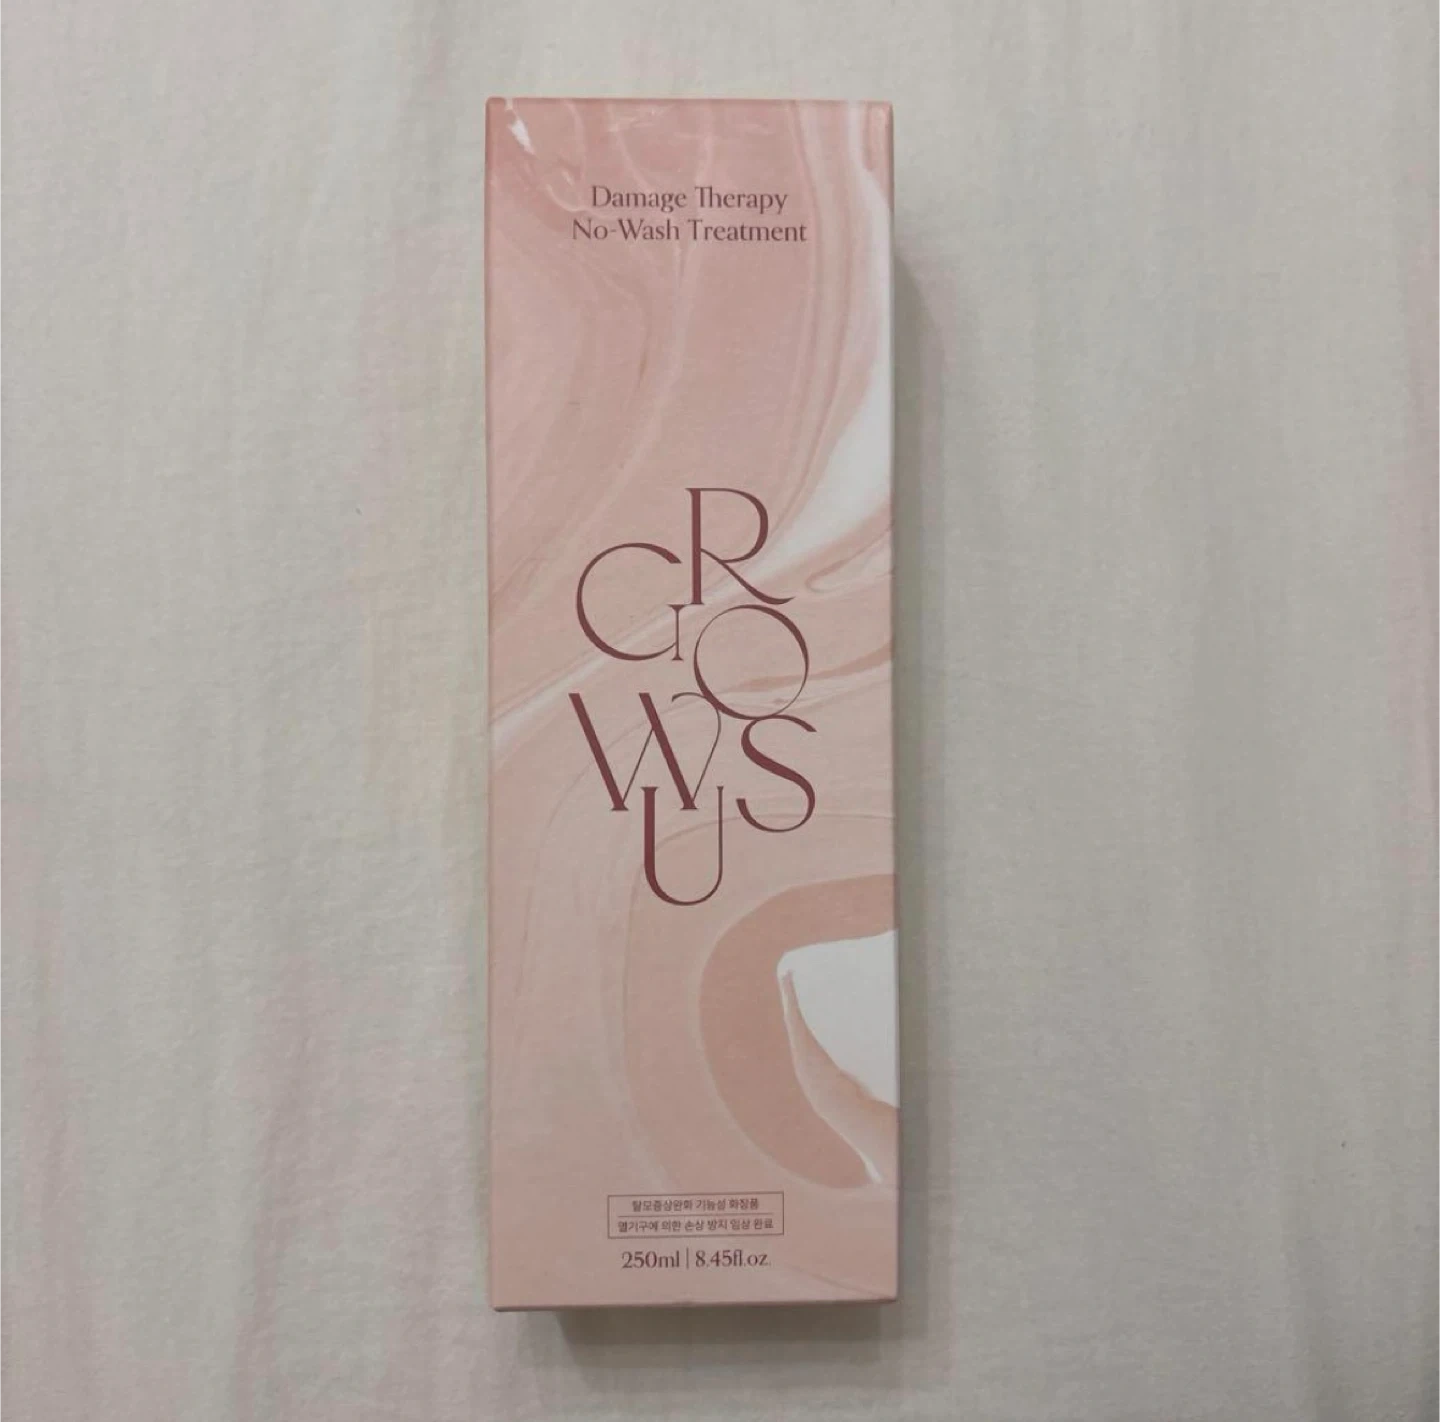 Damage Therapy
No-Wash Treatment
GROWUS
탈모증상완화 기능성 화장품
열기구에 의한 손상 방지 임상 완료
250ml | 8.45fl.oz.